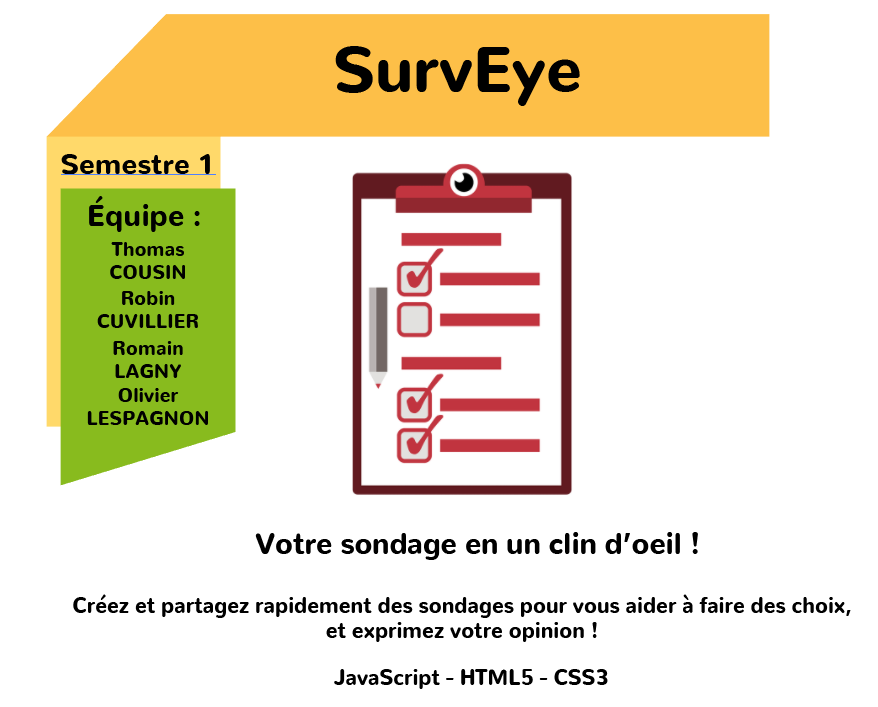 SurvEye
Semestre 1
Équipe :
Thomas
COUSIN
Robin
CUVILLIER
Romain
LAGNY
Olivier
LESPAGNON
Votre sondage en un clin d'oeil !
Créez et partagez rapidement des sondages pour vous aider à faire des choix,
et exprimez votre opinion !
JavaScript - HTML5 - CSS3